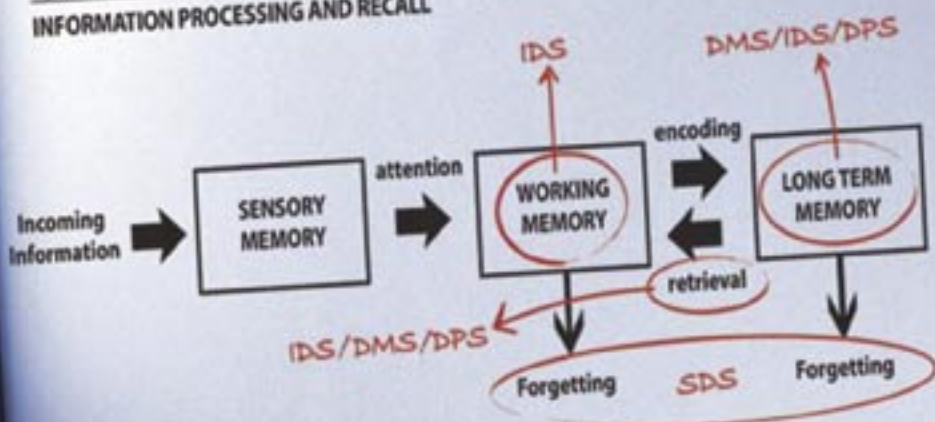 INFORMATION PROCESSING AND RECALL
IDS
DMS/IDS/DPS
Incoming
Information
SENSORY
MEMORY
attention
WORKING
MEMORY
encoding
LONG TERM
MEMORY
retrieval
IDS/DMS/DPS
Forgetting
SDS
Forgetting